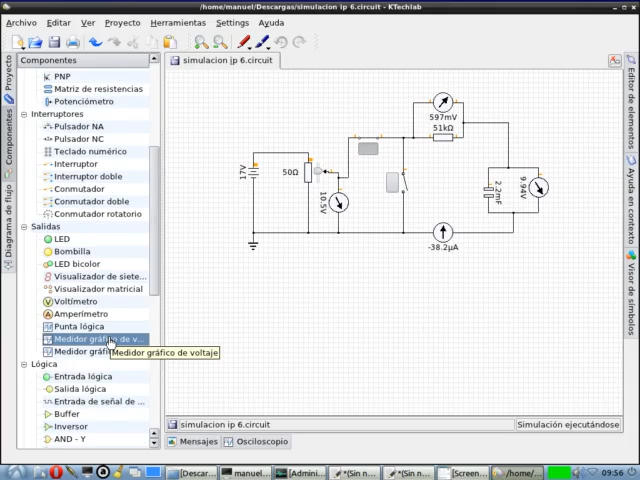 /home/manuel/Descargas/simulacion ip 6.circuit - KTechlab
Archivo Editar Ver Proyecto Herramientas Settings Ayuda
Componentes
PNP
Matriz de resistencias
Potenciómetro
Interruptores
Pulsador NA
Pulsador NC
Teclado numérico
Interruptor
Interruptor doble
Conmutador
Conmutador doble
Conmutador rotatorio
Salidas
LED
Bombilla
LED bicolor
Visualizador de siete...
Visualizador matricial
Voltímetro
Amperímetro
Punta lógica
Medidor gráfico de v...
Medidor gráfi
Medidor gráfico de voltaje
Lógica
Entrada lógica
Salida lógica
Entrada de señal de ...
Buffer
Inversor
AND - Y
Proyecto
Componentes
Diagrama de flujo
simulacion ip 6.circuit
597mV
51kΩ
17V
50Ω
10.5V
2.2mF
9.94V
-38.2µA
Editor de elementos
Ayuda en contexto
Visor de símbolos
simulacion ip 6.circuit
Simulación ejecutándose
Mensajes Osciloscopio
[Descar
manuel
[Admini
*(Sin n
*(Sin n
[Screen
/home/
09:56